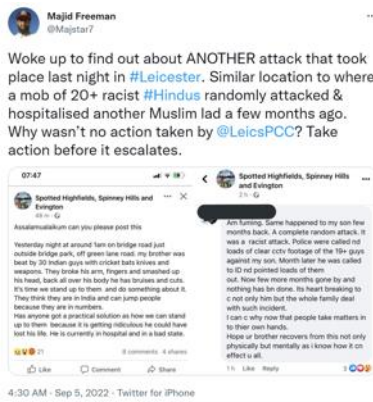 Majid Freeman
@Majstar7
Woke up to find out about ANOTHER attack that took
place last night in #Leicester. Similar location to where
a mob of 20+ racist #Hindus randomly attacked &
hospitalised another Muslim lad a few months ago.
Why wasn't no action taken by @LeicsPCC? Take
action before it escalates.
07:47
Spotted Highfields, Spinney Hills and
Evington
Assalamualaikum can you please post this
Yesterday night at around 1am on bridge road just
outside bridge park, off green lane road. my brother was
beat by 20 Indian guys with cricket bats knives and
weapons. They broke his arm, fingers and smashed up
his head, back all over his body he has bruises and cuts.
It's time we stand up to them and do something about it.
They think they are in India and can jump people
because they are in numbers.
Has anyone got a practical solution as how we can stand
up to them because it is getting ridiculous he could have
lost his life. He is currently in hospital and in a bad state.
21
8 comments 4 shares
Like Comment Share
Spotted Highfields, Spinney Hills
and Evington
2h
Am fuming. Same happened to my son few
months back. A complete random attack. It
was a racist attack. Police were called nd
loads of clear cctv footage of the 19+ guys
against my son. Month later he was called
to ID nd pointed loads of them
out. Now few more months gone by and
nothing has bn done. Its heart breaking to
c not only him but the whole family deal
with such incident.
I can c why now that people take matters in
to thier own hands.
Hope ur brother recovers from this not only
physically but mentally as i know how it cn
effect u all.
1h Like Reply
3
4:30 AM · Sep 5, 2022 · Twitter for iPhone